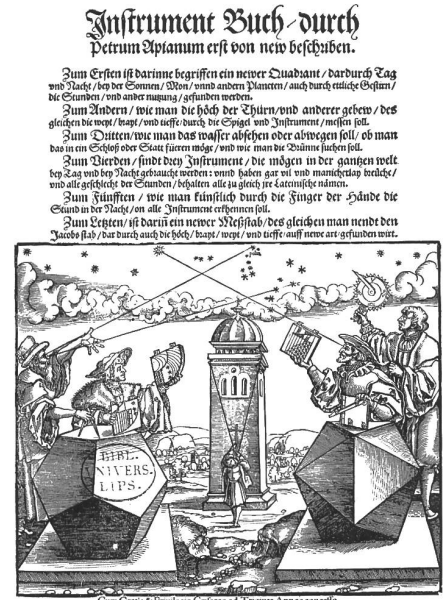 Instrument Buch/durch
Petrum Apianum erst von new beschriben.
Zum Ersten ist darinne begriffen ein newer Quadrant/dardurch Tag
vnd Nacht/bey der Sonnen/Mon/vnnd andern Planeten/auch durch ettliche Gestirn/
die Stunden/vnd ander nutzung/gefunden werden.
Zum Andern/wie man die höch der Thürn/vnd anderer gebew/des
gleichen die weyt/brayt/vnd tieffe/durch die Spigel vnd Instrument/messen soll.
Zum Dritten/wie man das wasser absehen oder abwegen soll/ob man
das in ein Schloß oder Statt füeren möge/vnd wie man die Brünne suchen soll.
Zum Vierden/sind drey Instrument/die mögen in der gantzen welt
bey Tag vnd bey Nacht gebraucht werden: vnnd haben gar vil vnd manicherlay breüche/
vnd alle geschlecht der Stunden/behalten alle zu gleich jre Lateinische nämen.
Zum Fünfften/wie man künstlich durch die Finger der Hände die
Stund in der Nacht/on alle Instrument erkhennen soll.
Zum Letzten/ist darin ein newer Meßstab/des gleichen man nendt den
Jacobs stab/dar durch auch die höch/brayt/weyt/vnd tieffe/auff newe art gefunden wirt.
BIBL.
NIVERS.
LIPS.